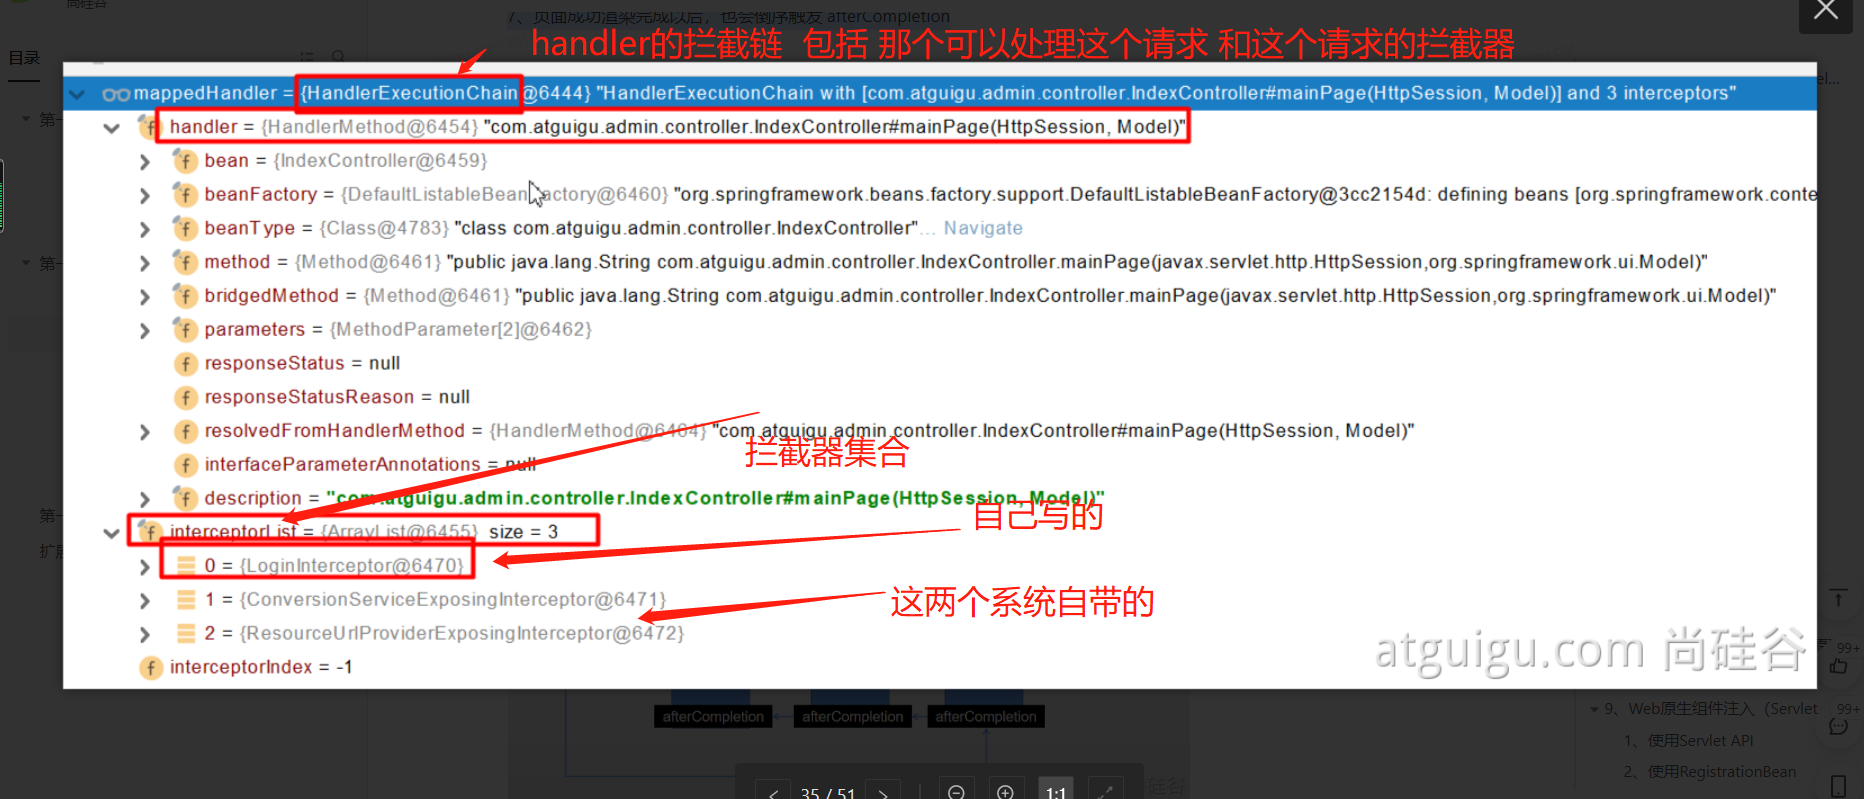 尚硅谷
7、页面成功渲染完成以后，也会倒序触发 afterCompletion
handler的拦截链 包括 那个可以处理这个请求 和这个请求的拦截器
目录
mappedHandler = {HandlerExecutionChain@6444} "HandlerExecutionChain with [com.atguigu.admin.controller.IndexController#mainPage(HttpSession, Model)] and 3 interceptors"
handler = {HandlerMethod@6454} "com.atguigu.admin.controller.IndexController#mainPage(HttpSession, Model)"
bean = {IndexController@6459}
beanFactory = {DefaultListableBeanFactory@6460} "org.springframework.beans.factory.support.DefaultListableBeanFactory@3cc2154d: defining beans [org.springframework.conte
beanType = {Class@4783} "class com.atguigu.admin.controller.IndexController"... Navigate
method = {Method@6461} "public java.lang.String com.atguigu.admin.controller.IndexController.mainPage(javax.servlet.http.HttpSession,org.springframework.ui.Model)"
bridgedMethod = {Method@6461} "public java.lang.String com.atguigu.admin.controller.IndexController.mainPage(javax.servlet.http.HttpSession,org.springframework.ui.Model)"
parameters = {MethodParameter[2]@6462}
responseStatus = null
responseStatusReason = null
resolvedFromHandlerMethod = {HandlerMethod@6464} "com.atguigu.admin.controller.IndexController#mainPage(HttpSession, Model)"
拦截器集合
interfaceParameterAnnotations = null
description = "com.atguigu.admin.controller.IndexController#mainPage(HttpSession, Model)"
自己写的
interceptorList = {ArrayList@6455} size = 3
0 = {LoginInterceptor@6470}
1 = {ConversionServiceExposingInterceptor@6471}
这两个系统自带的
2 = {ResourceUrlProviderExposingInterceptor@6472}
interceptorIndex = -1
atguigu.com 尚硅谷
99+
afterCompletion afterCompletion afterCompletion
9、Web原生组件注入（Servlet
99+
1、使用Servlet API
2、使用RegistrationBean
35 / 51
1:1